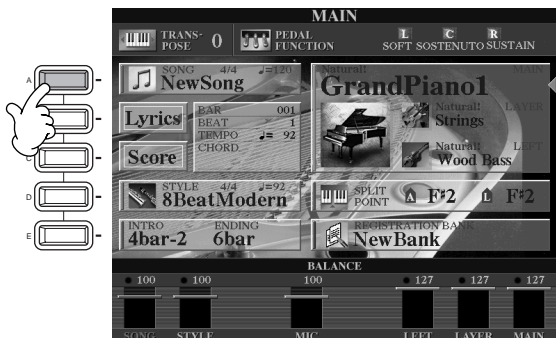 MAIN
TRANS-
POSE 0
PEDAL
FUNCTION
L C R
SOFT SOSTENUTO SUSTAIN
SONG 4/4 ♩=120
NewSong
Lyrics
Score
BAR 001
BEAT 1
TEMPO ♩= 92
CHORD
STYLE 4/4 ♩=92
8BeatModern
INTRO ENDING
4bar-2 6bar
Natural! MAIN
GrandPiano1
Natural! LAYER
Strings
Natural! LEFT
Wood Bass
SPLIT
POINT A F♯2 L F♯2
REGISTRATION BANK
NewBank
BALANCE
100 100 100 127 127 127
SONG STYLE MIC LEFT LAYER MAIN
A
D
E